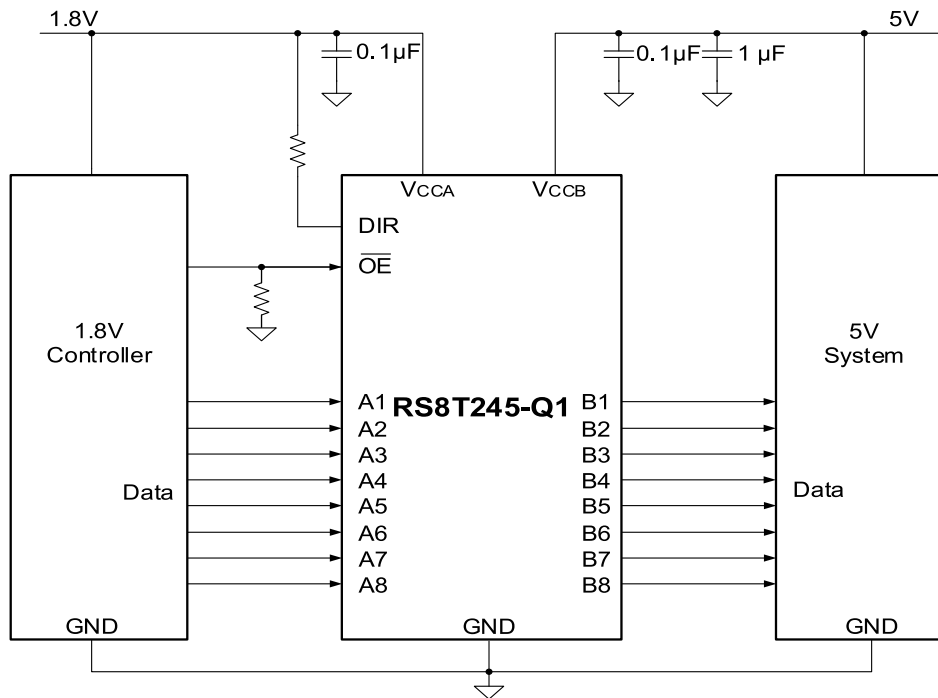 1.8V
5V
0.1µF
0.1µF
1 µF
VCCA
VCCB
DIR
OE
1.8V
Controller
5V
System
RS8T245-Q1
A1
A2
A3
A4
A5
A6
A7
A8
B1
B2
B3
B4
B5
B6
B7
B8
Data
Data
GND
GND
GND